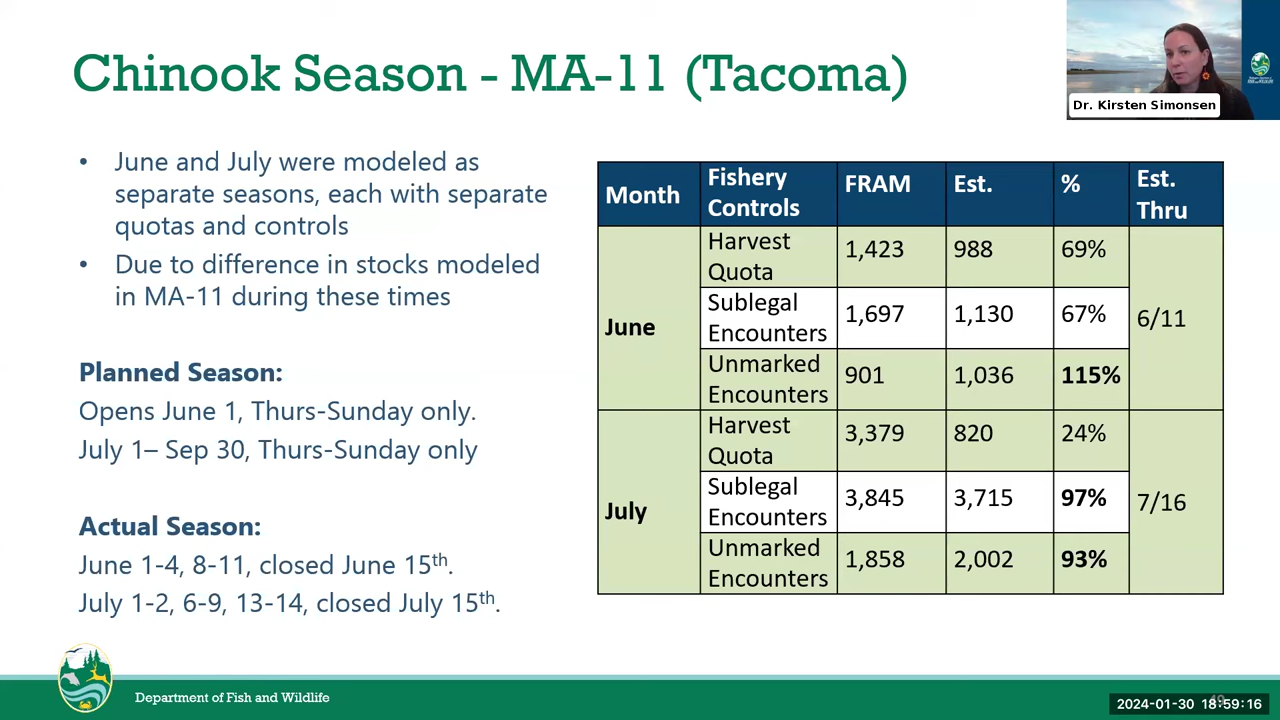 Chinook Season - MA-11 (Tacoma)
Dr. Kirsten Simonsen
• June and July were modeled as
separate seasons, each with separate
quotas and controls
• Due to difference in stocks modeled
in MA-11 during these times
Planned Season:
Opens June 1, Thurs-Sunday only.
July 1– Sep 30, Thurs-Sunday only
Actual Season:
June 1-4, 8-11, closed June 15th.
July 1-2, 6-9, 13-14, closed July 15th.
Month Fishery Controls FRAM Est. % Est. Thru
June Harvest Quota 1,423 988 69% 6/11
Sublegal Encounters 1,697 1,130 67%
Unmarked Encounters 901 1,036 115%
July Harvest Quota 3,379 820 24% 7/16
Sublegal Encounters 3,845 3,715 97%
Unmarked Encounters 1,858 2,002 93%
Department of Fish and Wildlife
2024-01-30 18:59:16